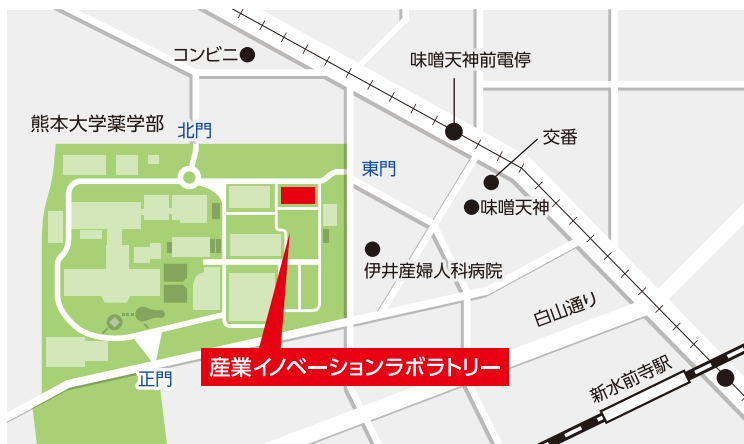 コンビニ
味噌天神前電停
熊本大学薬学部
北門
交番
東門
味噌天神
伊井産婦人科病院
白山通り
産業イノベーションラボラトリー
正門
新水前寺駅